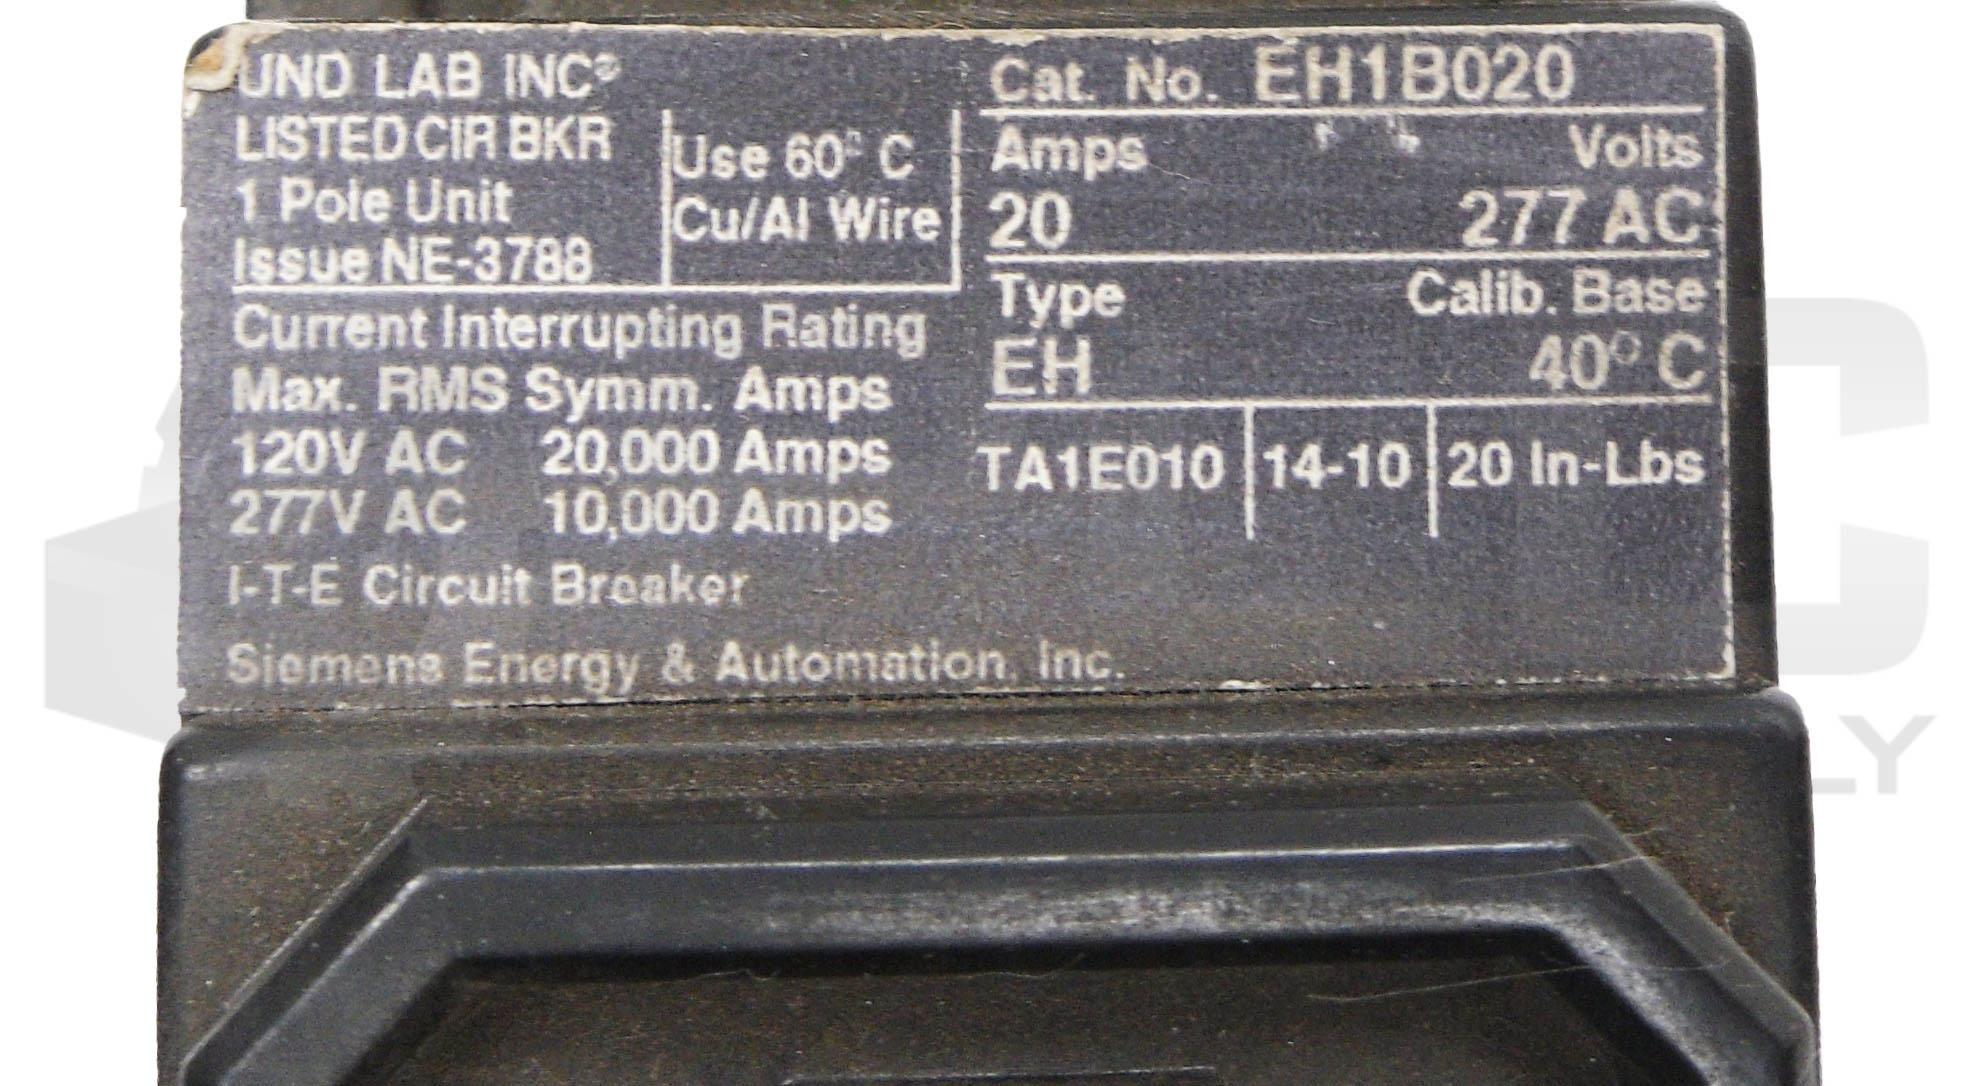 UND LAB INC®
LISTED CIR BKR
1 Pole Unit
Issue NE-3788
Use 60° C
Cu/Al Wire
Current Interrupting Rating
Max. RMS Symm. Amps
120V AC 20,000 Amps
277V AC 10,000 Amps
I-T-E Circuit Breaker
Siemens Energy & Automation, Inc.
Cat. No. EH1B020
Amps Volts
20 277 AC
Type Calib. Base
EH 40° C
TA1E010 14-10 20 In-Lbs